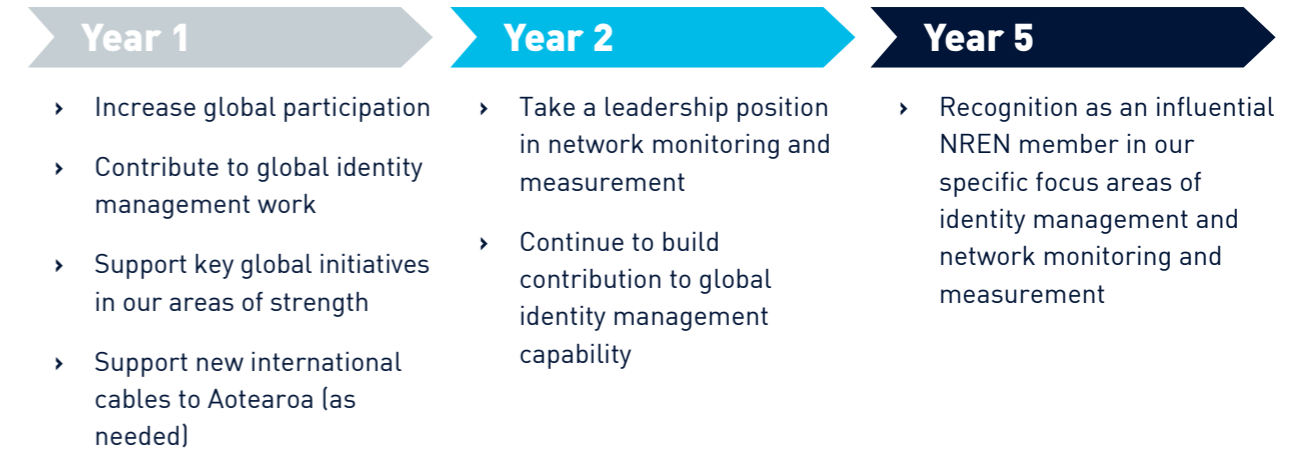 Year 1
› Increase global participation
› Contribute to global identity
management work
› Support key global initiatives
in our areas of strength
› Support new international
cables to Aotearoa (as
needed)
Year 2
› Take a leadership position
in network monitoring and
measurement
› Continue to build
contribution to global
identity management
capability
Year 5
› Recognition as an influential
NREN member in our
specific focus areas of
identity management and
network monitoring and
measurement